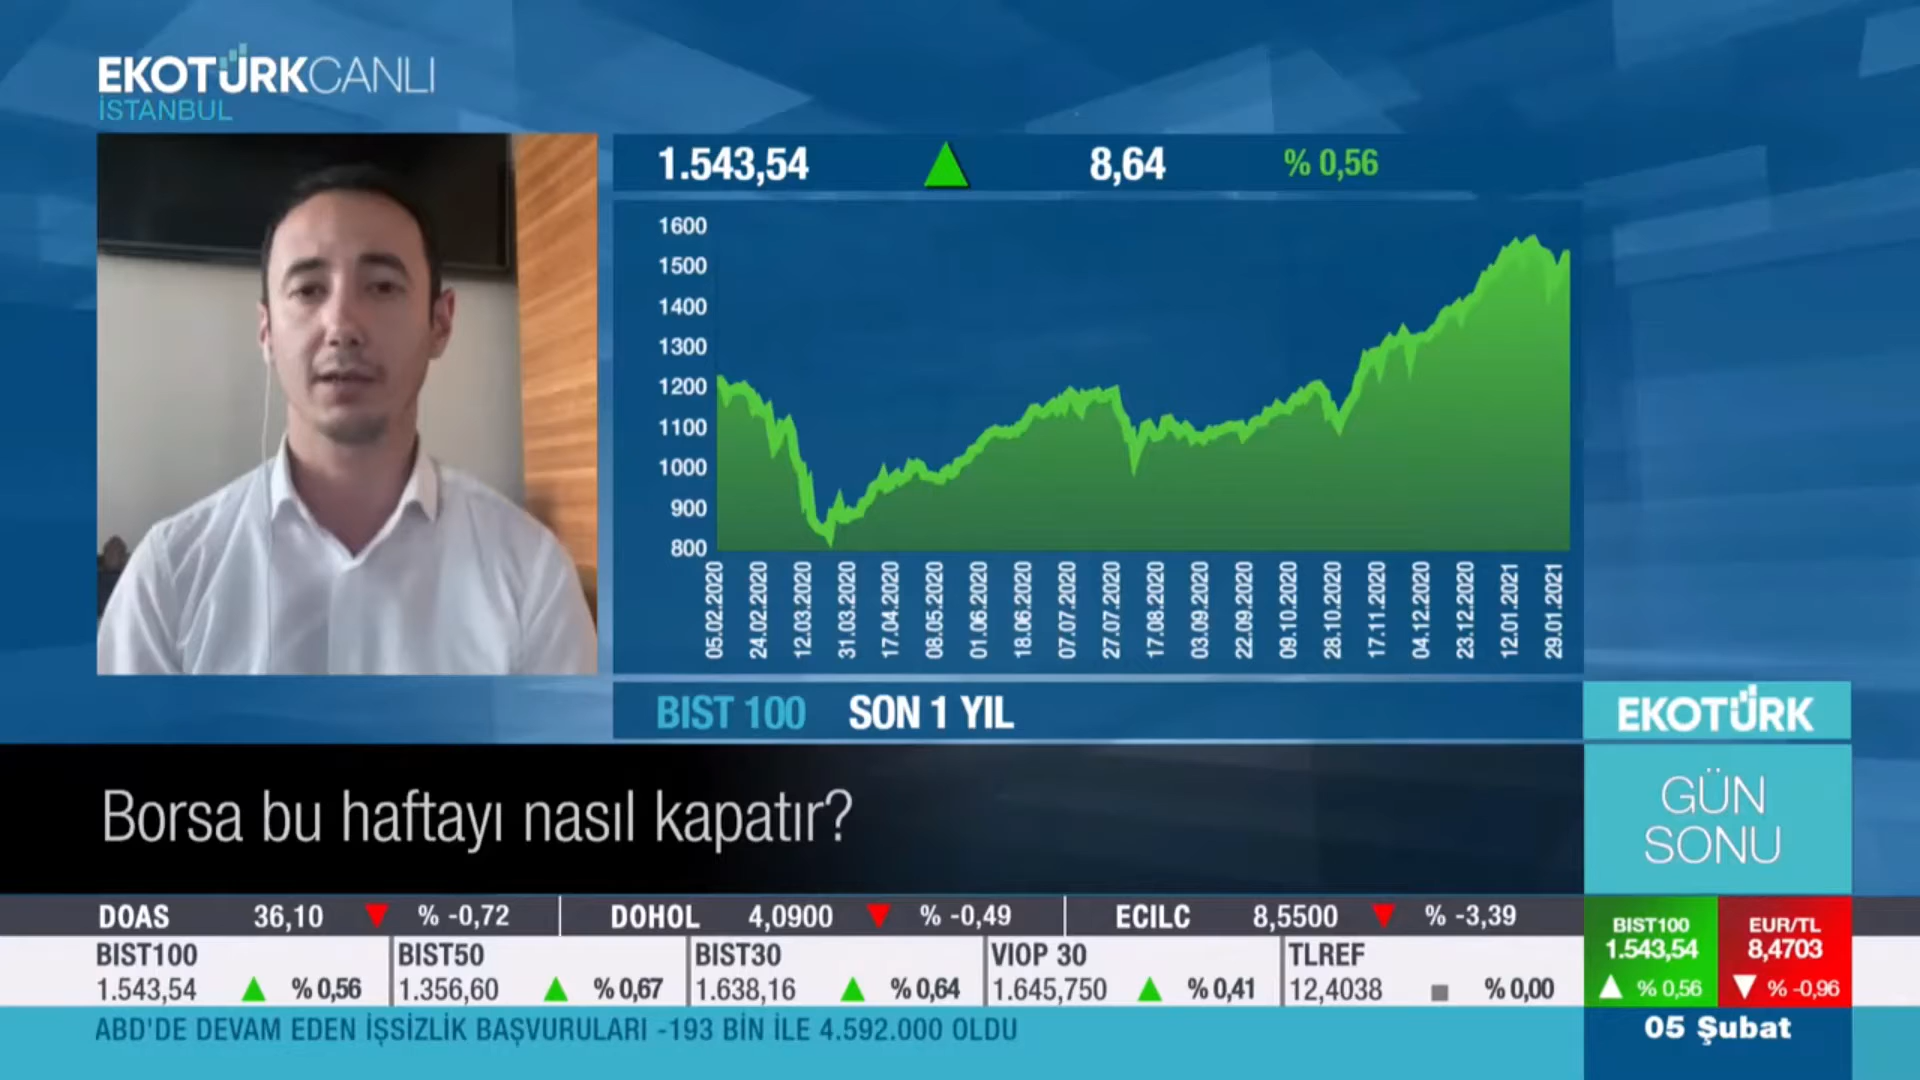 EKOTÜRKCANLI
İSTANBUL
1.543,54 ▲ 8,64 % 0,56
1600
1500
1400
1300
1200
1100
1000
900
800
05.02.2020
24.02.2020
12.03.2020
31.03.2020
17.04.2020
08.05.2020
01.06.2020
18.06.2020
07.07.2020
27.07.2020
17.08.2020
03.09.2020
22.09.2020
09.10.2020
28.10.2020
17.11.2020
04.12.2020
23.12.2020
12.01.2021
29.01.2021
BIST 100 SON 1 YIL
EKOTÜRK
GÜN
SONU
Borsa bu haftayı nasıl kapatır?
DOAS 36,10 ▼ % -0,72 DOHOL 4,0900 ▼ % -0,49 ECILC 8,5500 ▼ % -3,39
BIST100 BIST50 BIST30 VIOP 30 TLREF
1.543,54 ▲ % 0,56 1.356,60 ▲ % 0,67 1.638,16 ▲ % 0,64 1.645,750 ▲ % 0,41 12,4038 ■ % 0,00
BIST100
1.543,54
▲ % 0,56
EUR/TL
8,4703
▼ % -0,96
ABD'DE DEVAM EDEN İŞSİZLİK BAŞVURULARI -193 BİN İLE 4.592.000 OLDU
05 Şubat